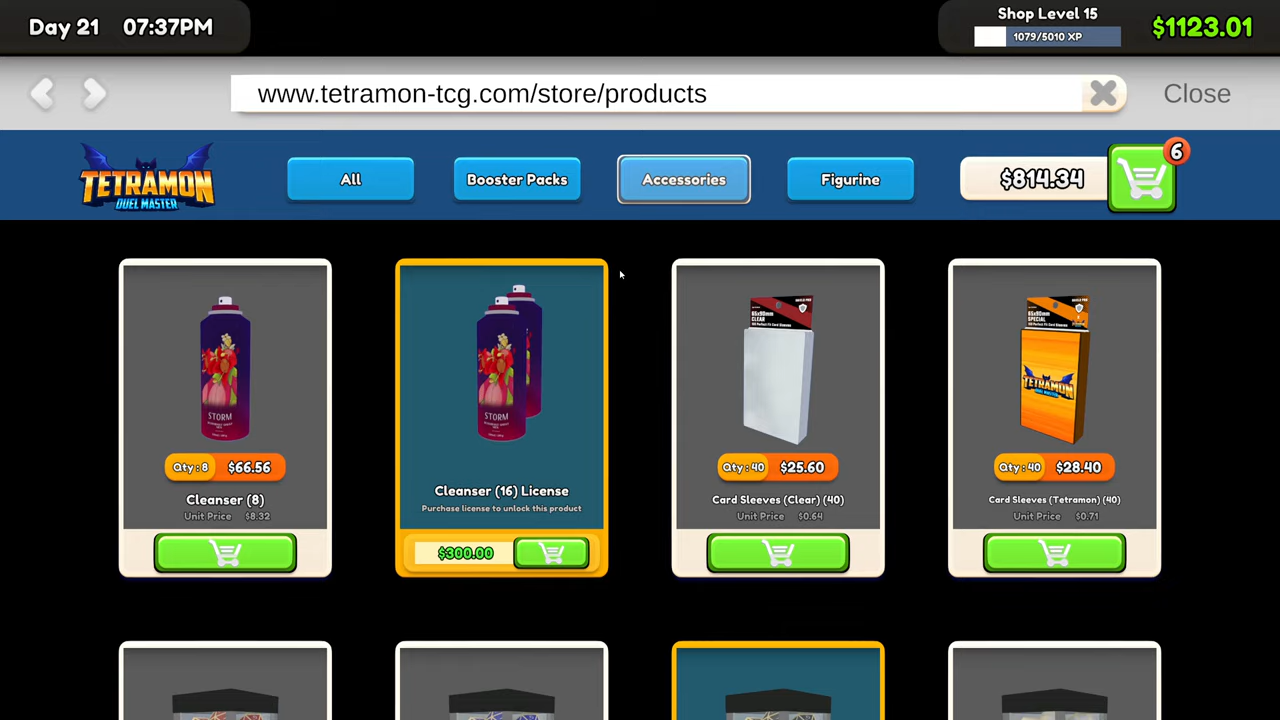 Day 21 07:37PM
Shop Level 15
1079/5010 XP
$1123.01
www.tetramon-tcg.com/store/products
Close
TETRAMON
DUEL MASTER
All
Booster Packs
Accessories
Figurine
$814.34
6
STORM
Qty: 8 $66.56
Cleanser (8)
Unit Price $8.32
STORM
Cleanser (16) License
Purchase license to unlock this product
$300.00
65x90mm
CLEAR
Qty: 40 $25.60
Card Sleeves (Clear) (40)
Unit Price $0.64
65x90mm
SPECIAL
TETRAMON
Qty: 40 $28.40
Card Sleeves (Tetramon) (40)
Unit Price $0.71